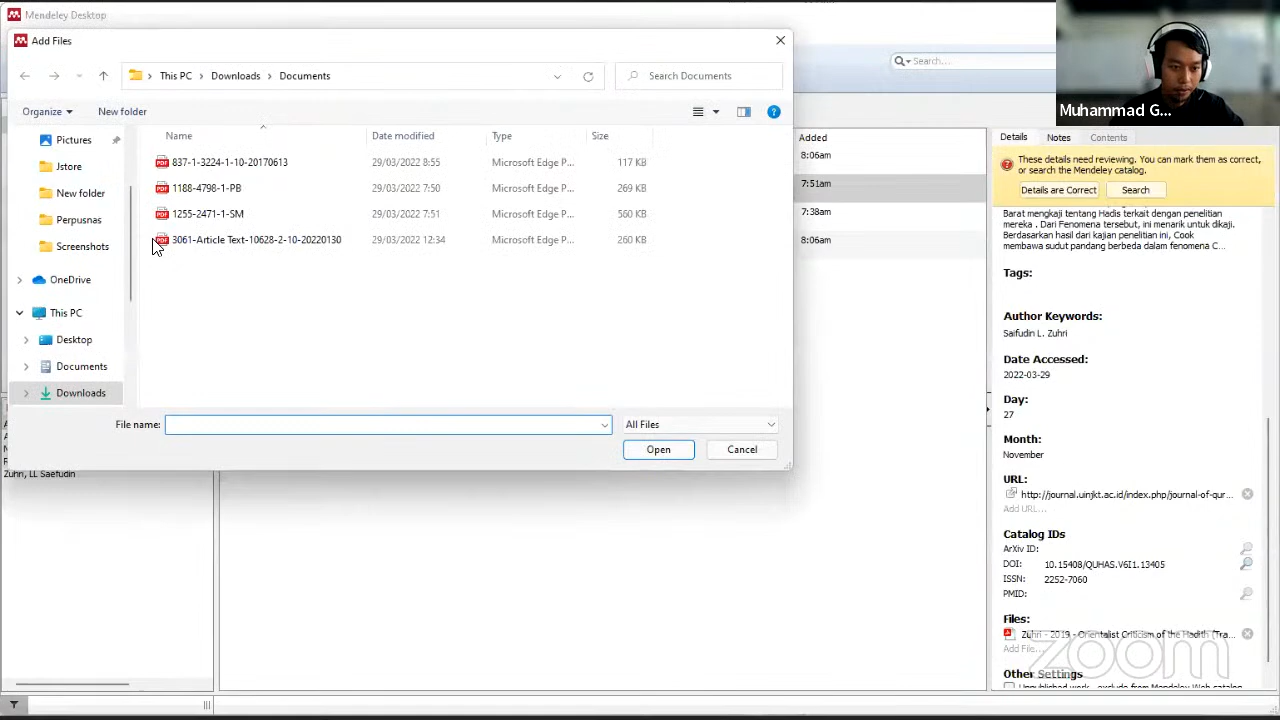 Mendeley Desktop
Add Files
This PC > Downloads > Documents
Search Documents
Search...
Muhammad G...
Organize
New folder
Name
Date modified
Type
Size
837-1-3224-1-10-20170613
29/03/2022 8:55
Microsoft Edge P...
117 KB
1188-4798-1-PB
29/03/2022 7:50
Microsoft Edge P...
269 KB
1255-2471-1-SM
29/03/2022 7:51
Microsoft Edge P...
560 KB
3061-Article Text-10628-2-10-20220130
29/03/2022 12:34
Microsoft Edge P...
260 KB
Pictures
Jstore
New folder
Perpusnas
Screenshots
OneDrive
This PC
Desktop
Documents
Downloads
File name:
All Files
Open
Cancel
Zuhri, LL Saefudin
Added
8:06am
7:51am
7:38am
8:06am
Details
Notes
Contents
These details need reviewing. You can mark them as correct,
or search the Mendeley catalog.
Details are Correct
Search
Barat mengkaji tentang Hadis terkait dengan penelitian
mereka . Dari Fenomena tersebut, ini menarik untuk dikaji.
Berdasarkan hasil dari kajian penelitian ini, Cook
membawa sudut pandang berbeda dalam fenomena C...
Tags:
Author Keywords:
Saifudin L. Zuhri
Date Accessed:
2022-03-29
Day:
27
Month:
November
URL:
http://journal.uinjkt.ac.id/index.php/journal-of-qur...
Add URL...
Catalog IDs
ArXiv ID:
DOI: 10.15408/QUHAS.V6I1.13405
ISSN: 2252-7060
PMID:
Files:
Zuhri - 2019 - Orientalist Criticism of the Hadith (Tra...
Add File...
Other Settings
Unpublished work - exclude from Mendeley Web catalog
zoom